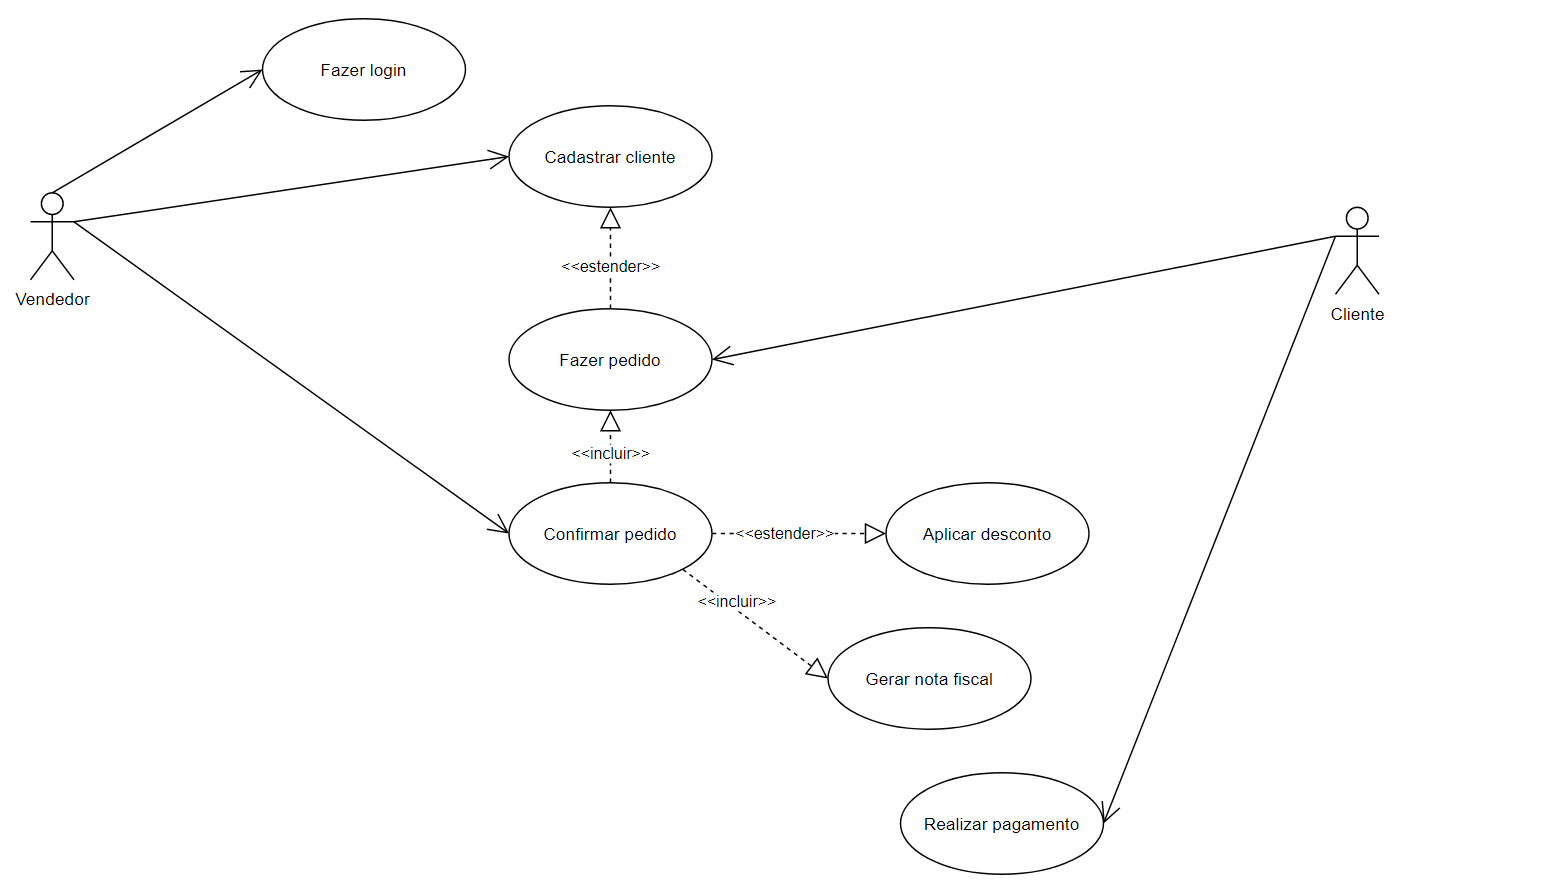 Fazer login
Cadastrar cliente
<<estender>>
Vendedor
Cliente
Fazer pedido
<<incluir>>
Confirmar pedido
<<estender>>
Aplicar desconto
<<incluir>>
Gerar nota fiscal
Realizar pagamento